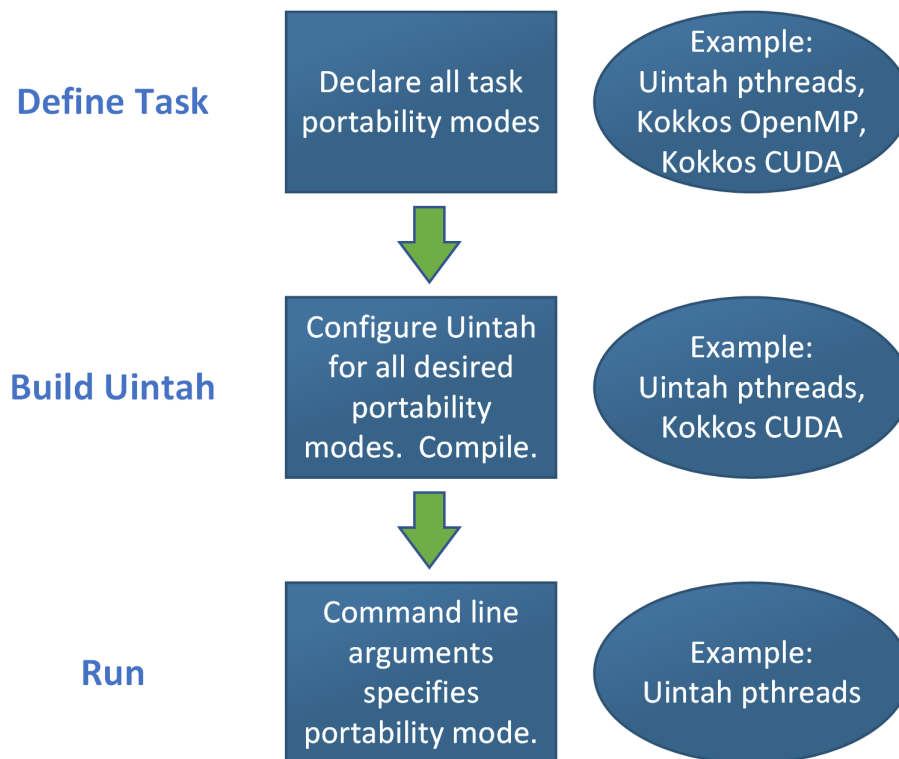 Define Task
Declare all task
portability modes
Example:
Uintah pthreads,
Kokkos OpenMP,
Kokkos CUDA
Build Uintah
Configure Uintah
for all desired
portability
modes.  Compile.
Example:
Uintah pthreads,
Kokkos CUDA
Run
Command line
arguments
specifies
portability mode.
Example:
Uintah pthreads